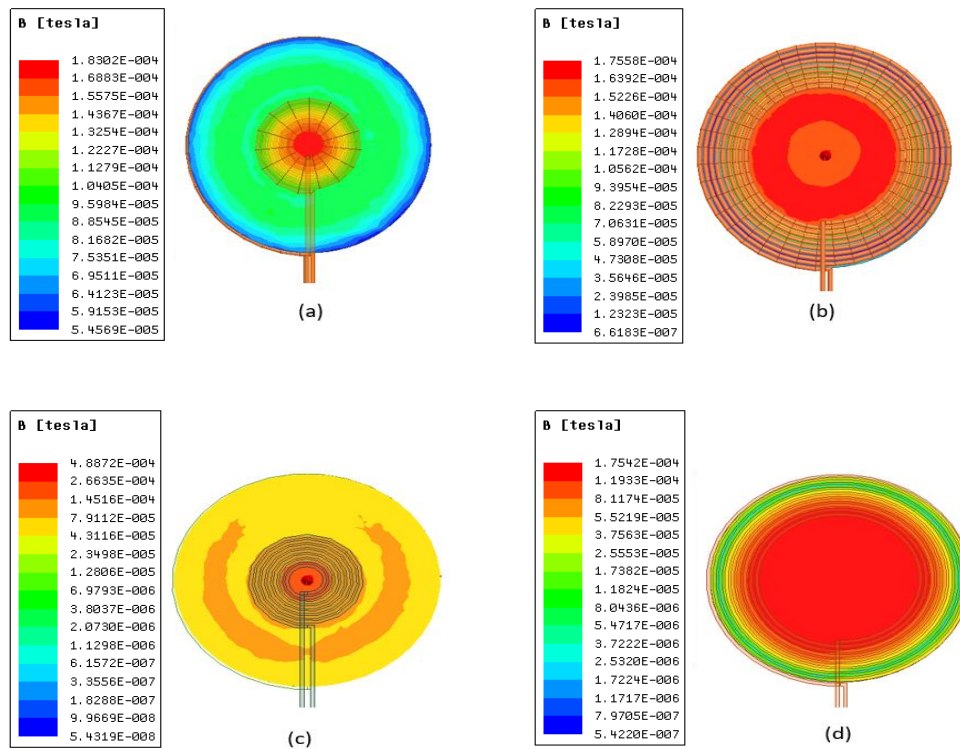 B [tesla]
1.8302E-004
1.6883E-004
1.5575E-004
1.4367E-004
1.3254E-004
1.2227E-004
1.1279E-004
1.0405E-004
9.5984E-005
8.8545E-005
8.1682E-005
7.5351E-005
6.9511E-005
6.4123E-005
5.9153E-005
5.4569E-005
(a)
B [tesla]
1.7558E-004
1.6392E-004
1.5226E-004
1.4060E-004
1.2894E-004
1.1728E-004
1.0562E-004
9.3954E-005
8.2293E-005
7.0631E-005
5.8970E-005
4.7308E-005
3.5646E-005
2.3985E-005
1.2323E-005
6.6183E-007
(b)
B [tesla]
4.8872E-004
2.6635E-004
1.4516E-004
7.9112E-005
4.3116E-005
2.3498E-005
1.2806E-005
6.9793E-006
3.8037E-006
2.0730E-006
1.1298E-006
6.1572E-007
3.3556E-007
1.8288E-007
9.9669E-008
5.4319E-008
(c)
B [tesla]
1.7542E-004
1.1933E-004
8.1174E-005
5.5219E-005
3.7563E-005
2.5553E-005
1.7382E-005
1.1824E-005
8.0436E-006
5.4717E-006
3.7222E-006
2.5320E-006
1.7224E-006
1.1717E-006
7.9705E-007
5.4220E-007
(d)